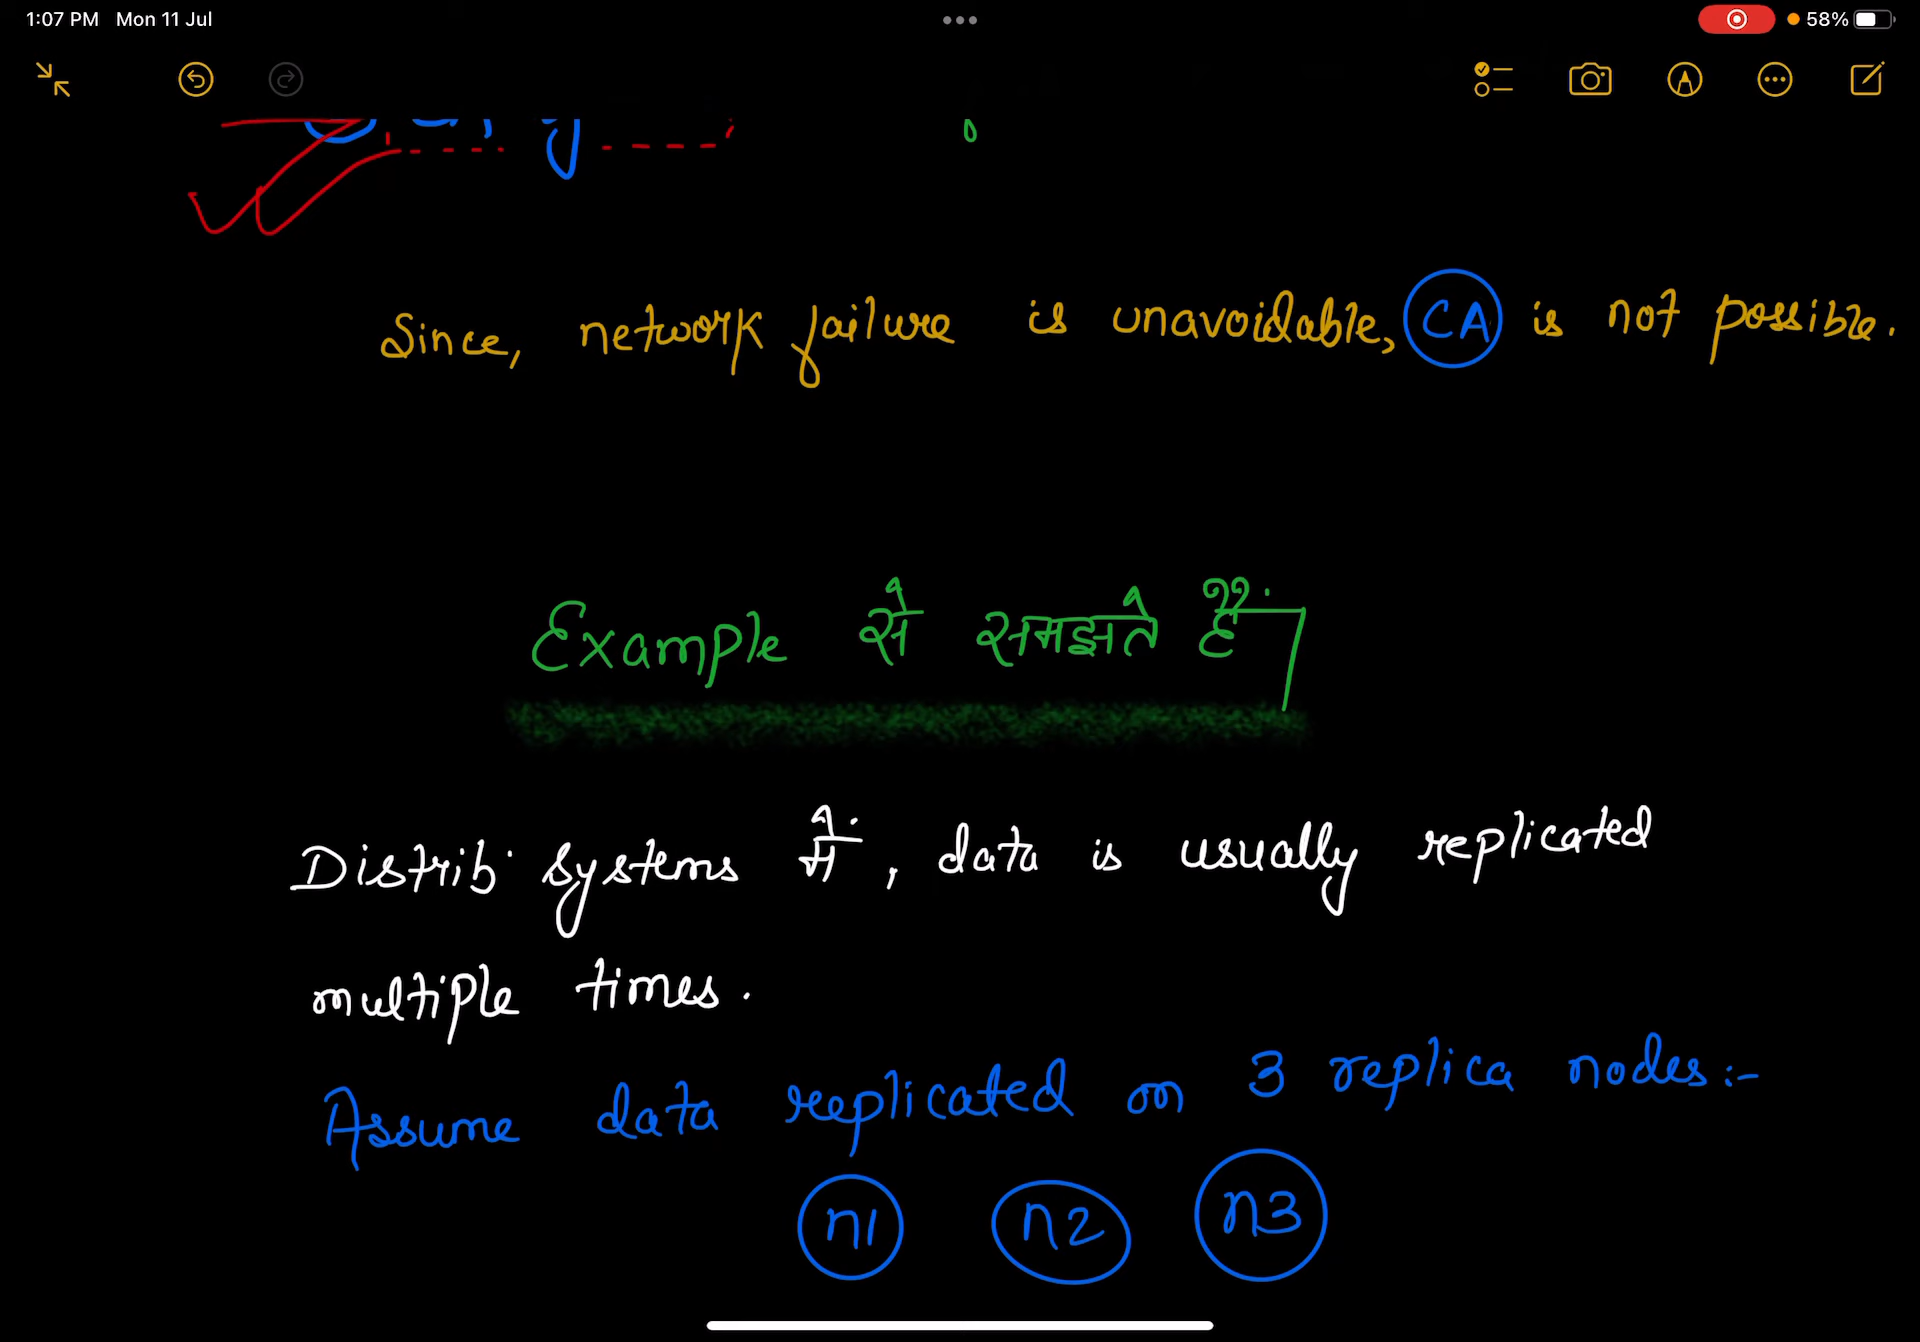 1:07 PM Mon 11 Jul
58%
Since, network failure is unavoidable, CA is not possible.
Example से समझते हैं
Distrib. systems में, data is usually replicated
multiple times.
Assume data replicated on 3 replica nodes:-
n1 n2 n3